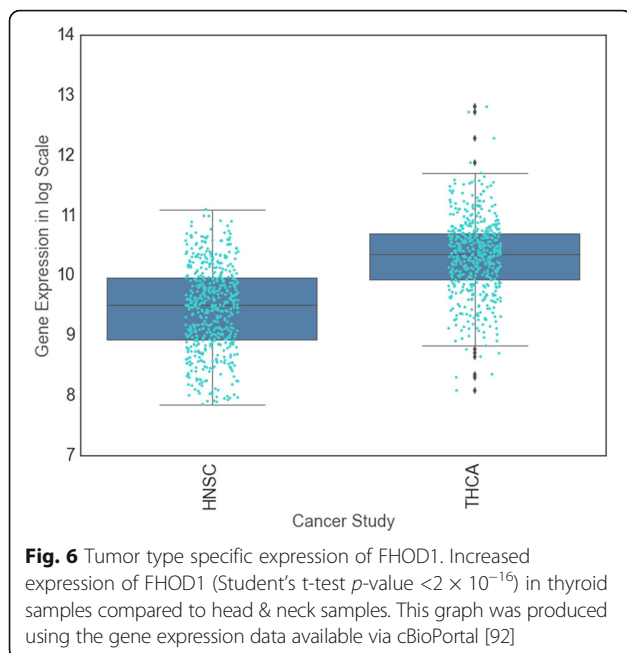 14
13
12
11
10
9
8
7
Gene Expression in log Scale
HNSC
THCA
Cancer Study
Fig. 6 Tumor type specific expression of FHOD1. Increased
expression of FHOD1 (Student’s t-test p-value <2 × 10⁻¹⁶) in thyroid
samples compared to head & neck samples. This graph was produced
using the gene expression data available via cBioPortal [92]